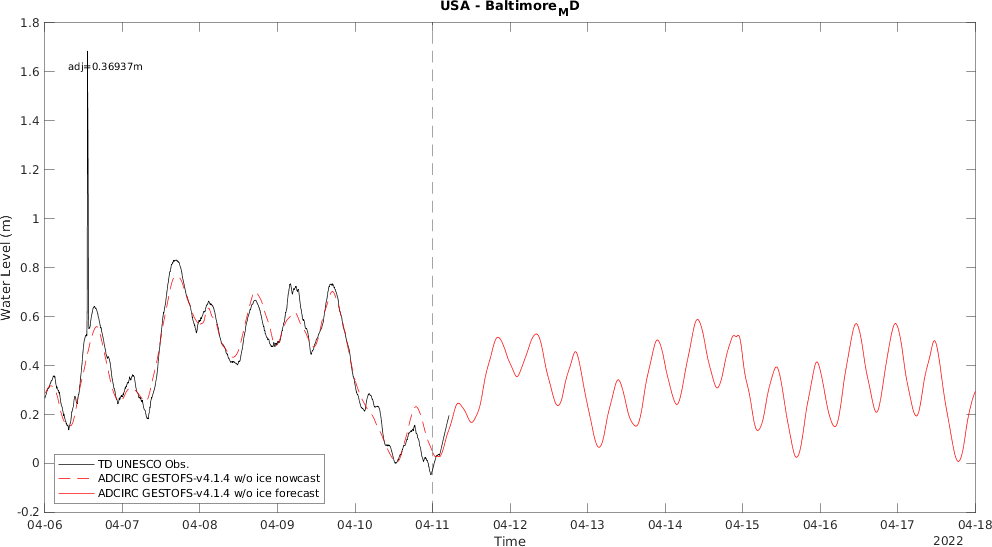 USA - Baltimore_MD
1.8
adj=0.36937m
1.6
1.4
1.2
1
0.8
0.6
0.4
0.2
0
-0.2
Water Level (m)
TD UNESCO Obs.
ADCIRC GESTOFS-v4.1.4 w/o ice nowcast
ADCIRC GESTOFS-v4.1.4 w/o ice forecast
04-06 04-07 04-08 04-09 04-10 04-11 04-12 04-13 04-14 04-15 04-16 04-17 04-18
Time
2022